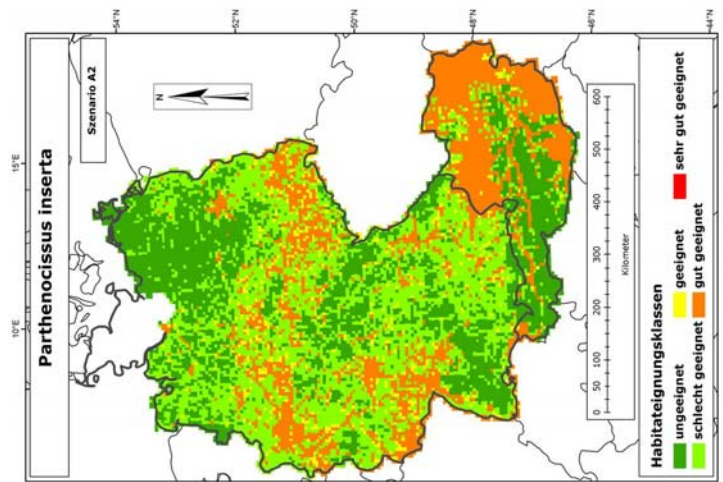 Parthenocissus inserta
Szenario A2
10°E
15°E
54°N
52°N
50°N
48°N
46°N
44°N
N
0 50 100 150 200 300 400 500 600
Kilometer
Habitateignungsklassen
ungeeignet
schlecht geeignet
geeignet
gut geeignet
sehr gut geeignet